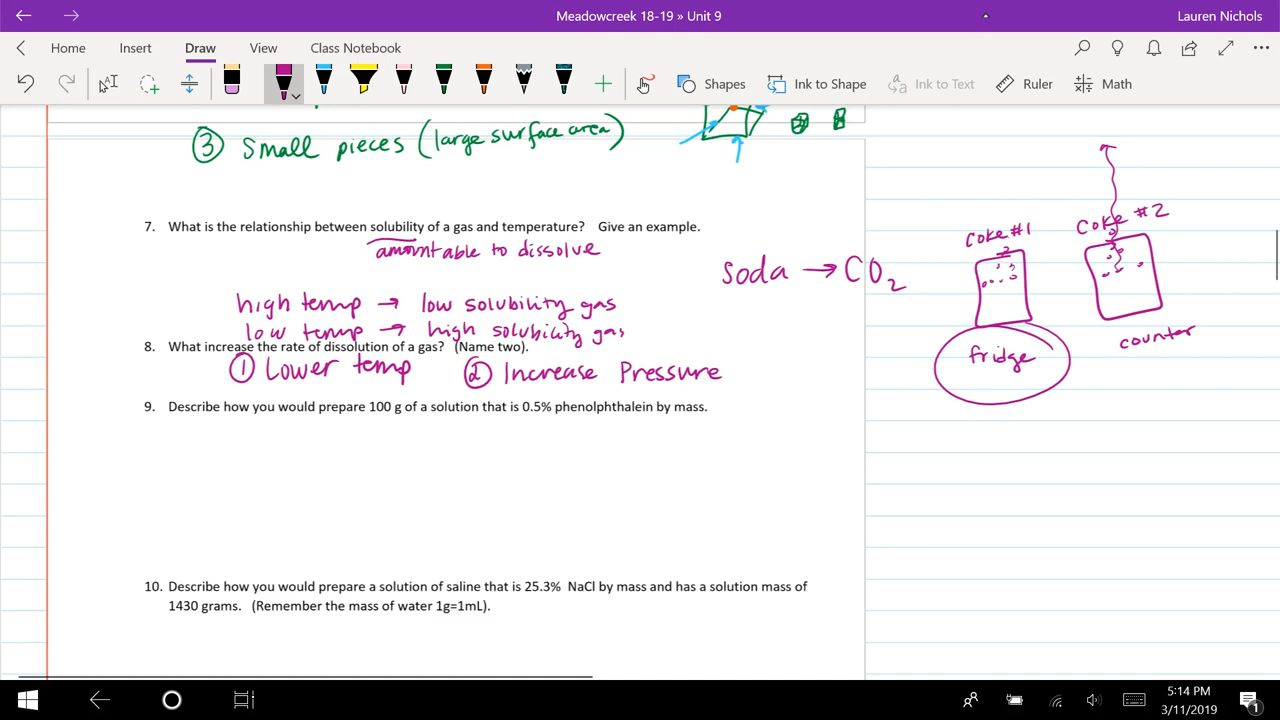 Meadowcreek 18-19 » Unit 9
Lauren Nichols
Home Insert Draw View Class Notebook
Shapes Ink to Shape Ink to Text Ruler Math
③ Small pieces (large surface area)
7. What is the relationship between solubility of a gas and temperature? Give an example.
amount able to dissolve
Soda → CO2
high temp → low solubility gas
low temp → high solubility gas
8. What increase the rate of dissolution of a gas? (Name two).
① Lower temp ② Increase Pressure
Coke #1
Coke #2
fridge
counter
9. Describe how you would prepare 100 g of a solution that is 0.5% phenolphthalein by mass.
10. Describe how you would prepare a solution of saline that is 25.3% NaCl by mass and has a solution mass of
1430 grams. (Remember the mass of water 1g=1mL).
5:14 PM
3/11/2019
1